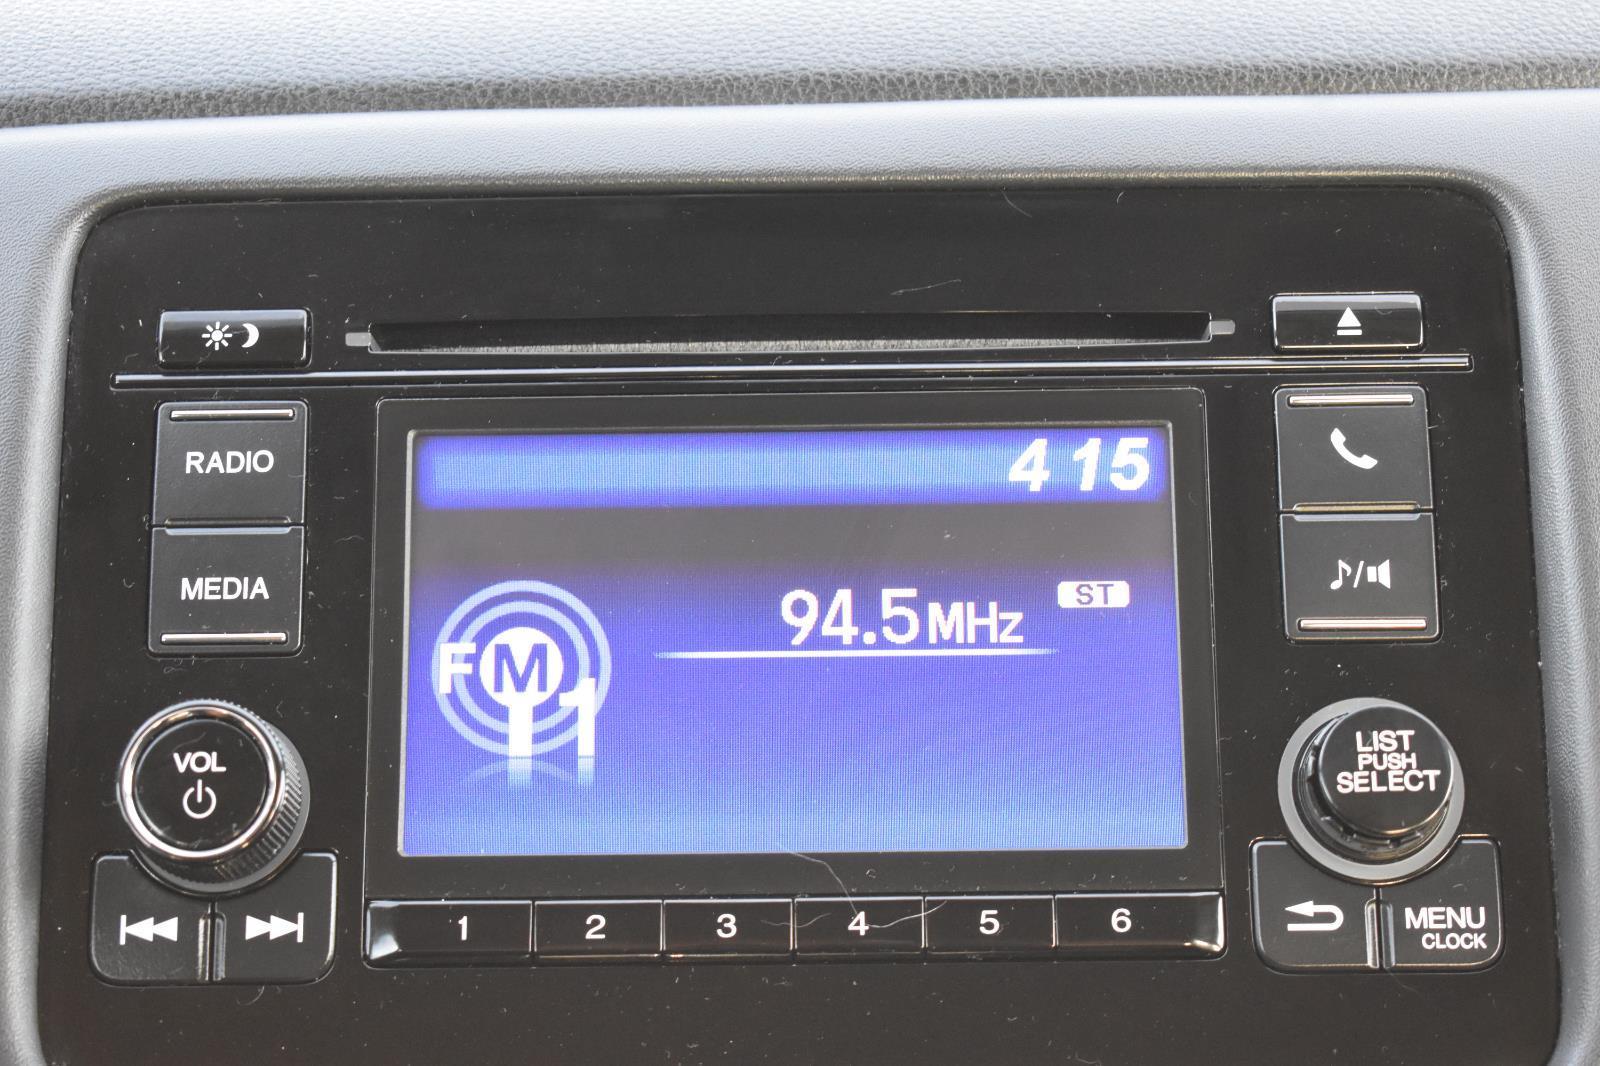 RADIO
MEDIA
VOL
4 15
94.5MHz
ST
FM
1
LIST
PUSH
SELECT
1 2 3 4 5 6
MENU
CLOCK